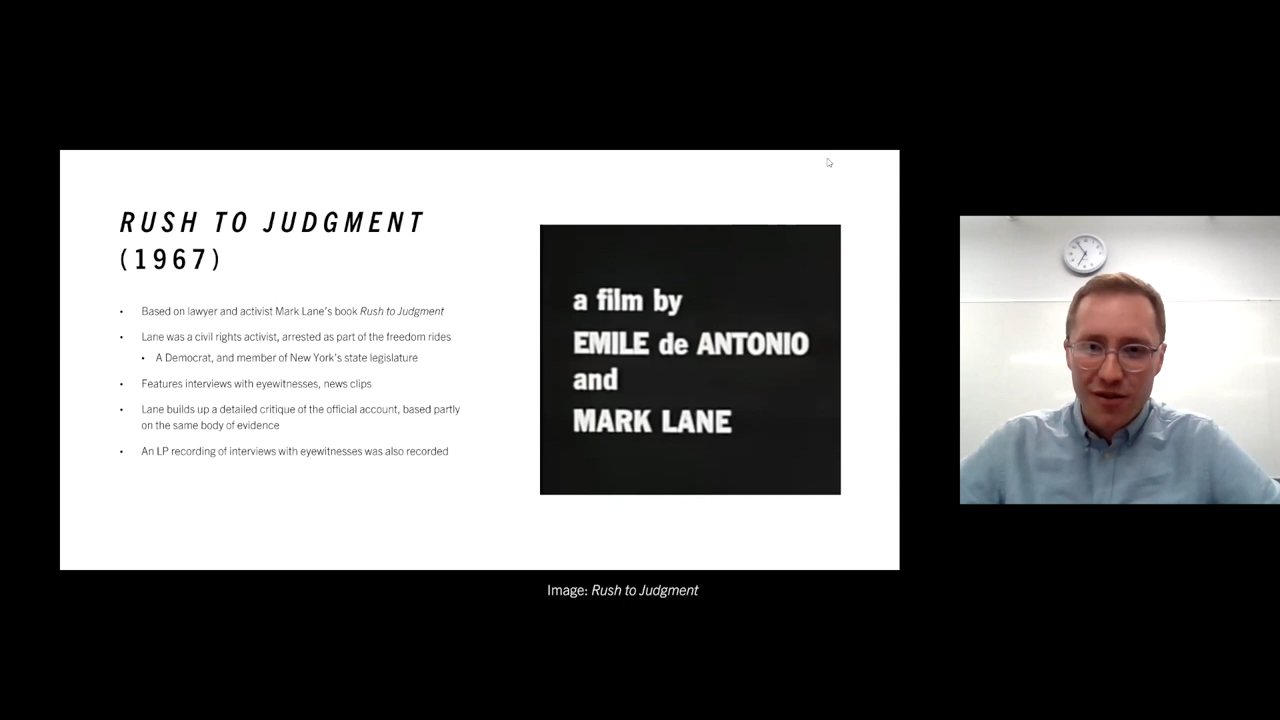 RUSH TO JUDGMENT
(1967)
• Based on lawyer and activist Mark Lane's book Rush to Judgment
• Lane was a civil rights activist, arrested as part of the freedom rides
• A Democrat, and member of New York's state legislature
• Features interviews with eyewitnesses, news clips
• Lane builds up a detailed critique of the official account, based partly
on the same body of evidence
• An LP recording of interviews with eyewitnesses was also recorded
a film by
EMILE de ANTONIO
and
MARK LANE
Image: Rush to Judgment